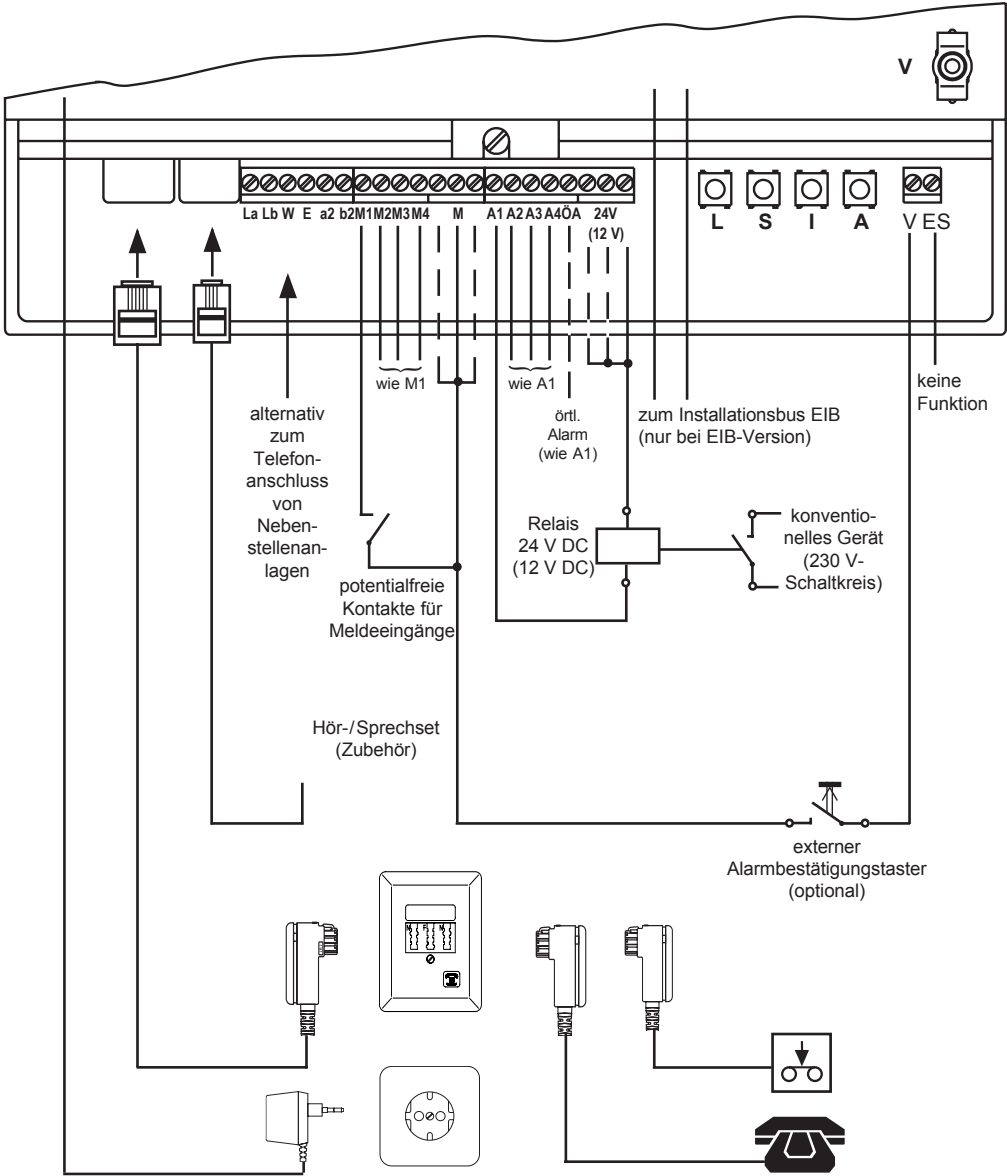 V
La Lb W E a2 b2 M1 M2 M3 M4 M A1 A2 A3 A4 ÖA 24V
(12 V)
L S I A
V ES
wie M1
wie A1
alternativ
zum
Telefon-
anschluss
von
Neben-
stellenan-
lagen
örtl.
Alarm
(wie A1)
zum Installationsbus EIB
(nur bei EIB-Version)
keine
Funktion
potentialfreie
Kontakte für
Meldeeingänge
Relais
24 V DC
(12 V DC)
konventio-
nelles Gerät
(230 V-
Schaltkreis)
Hör-/Sprechset
(Zubehör)
externer
Alarmbestätigungstaster
(optional)
N F N